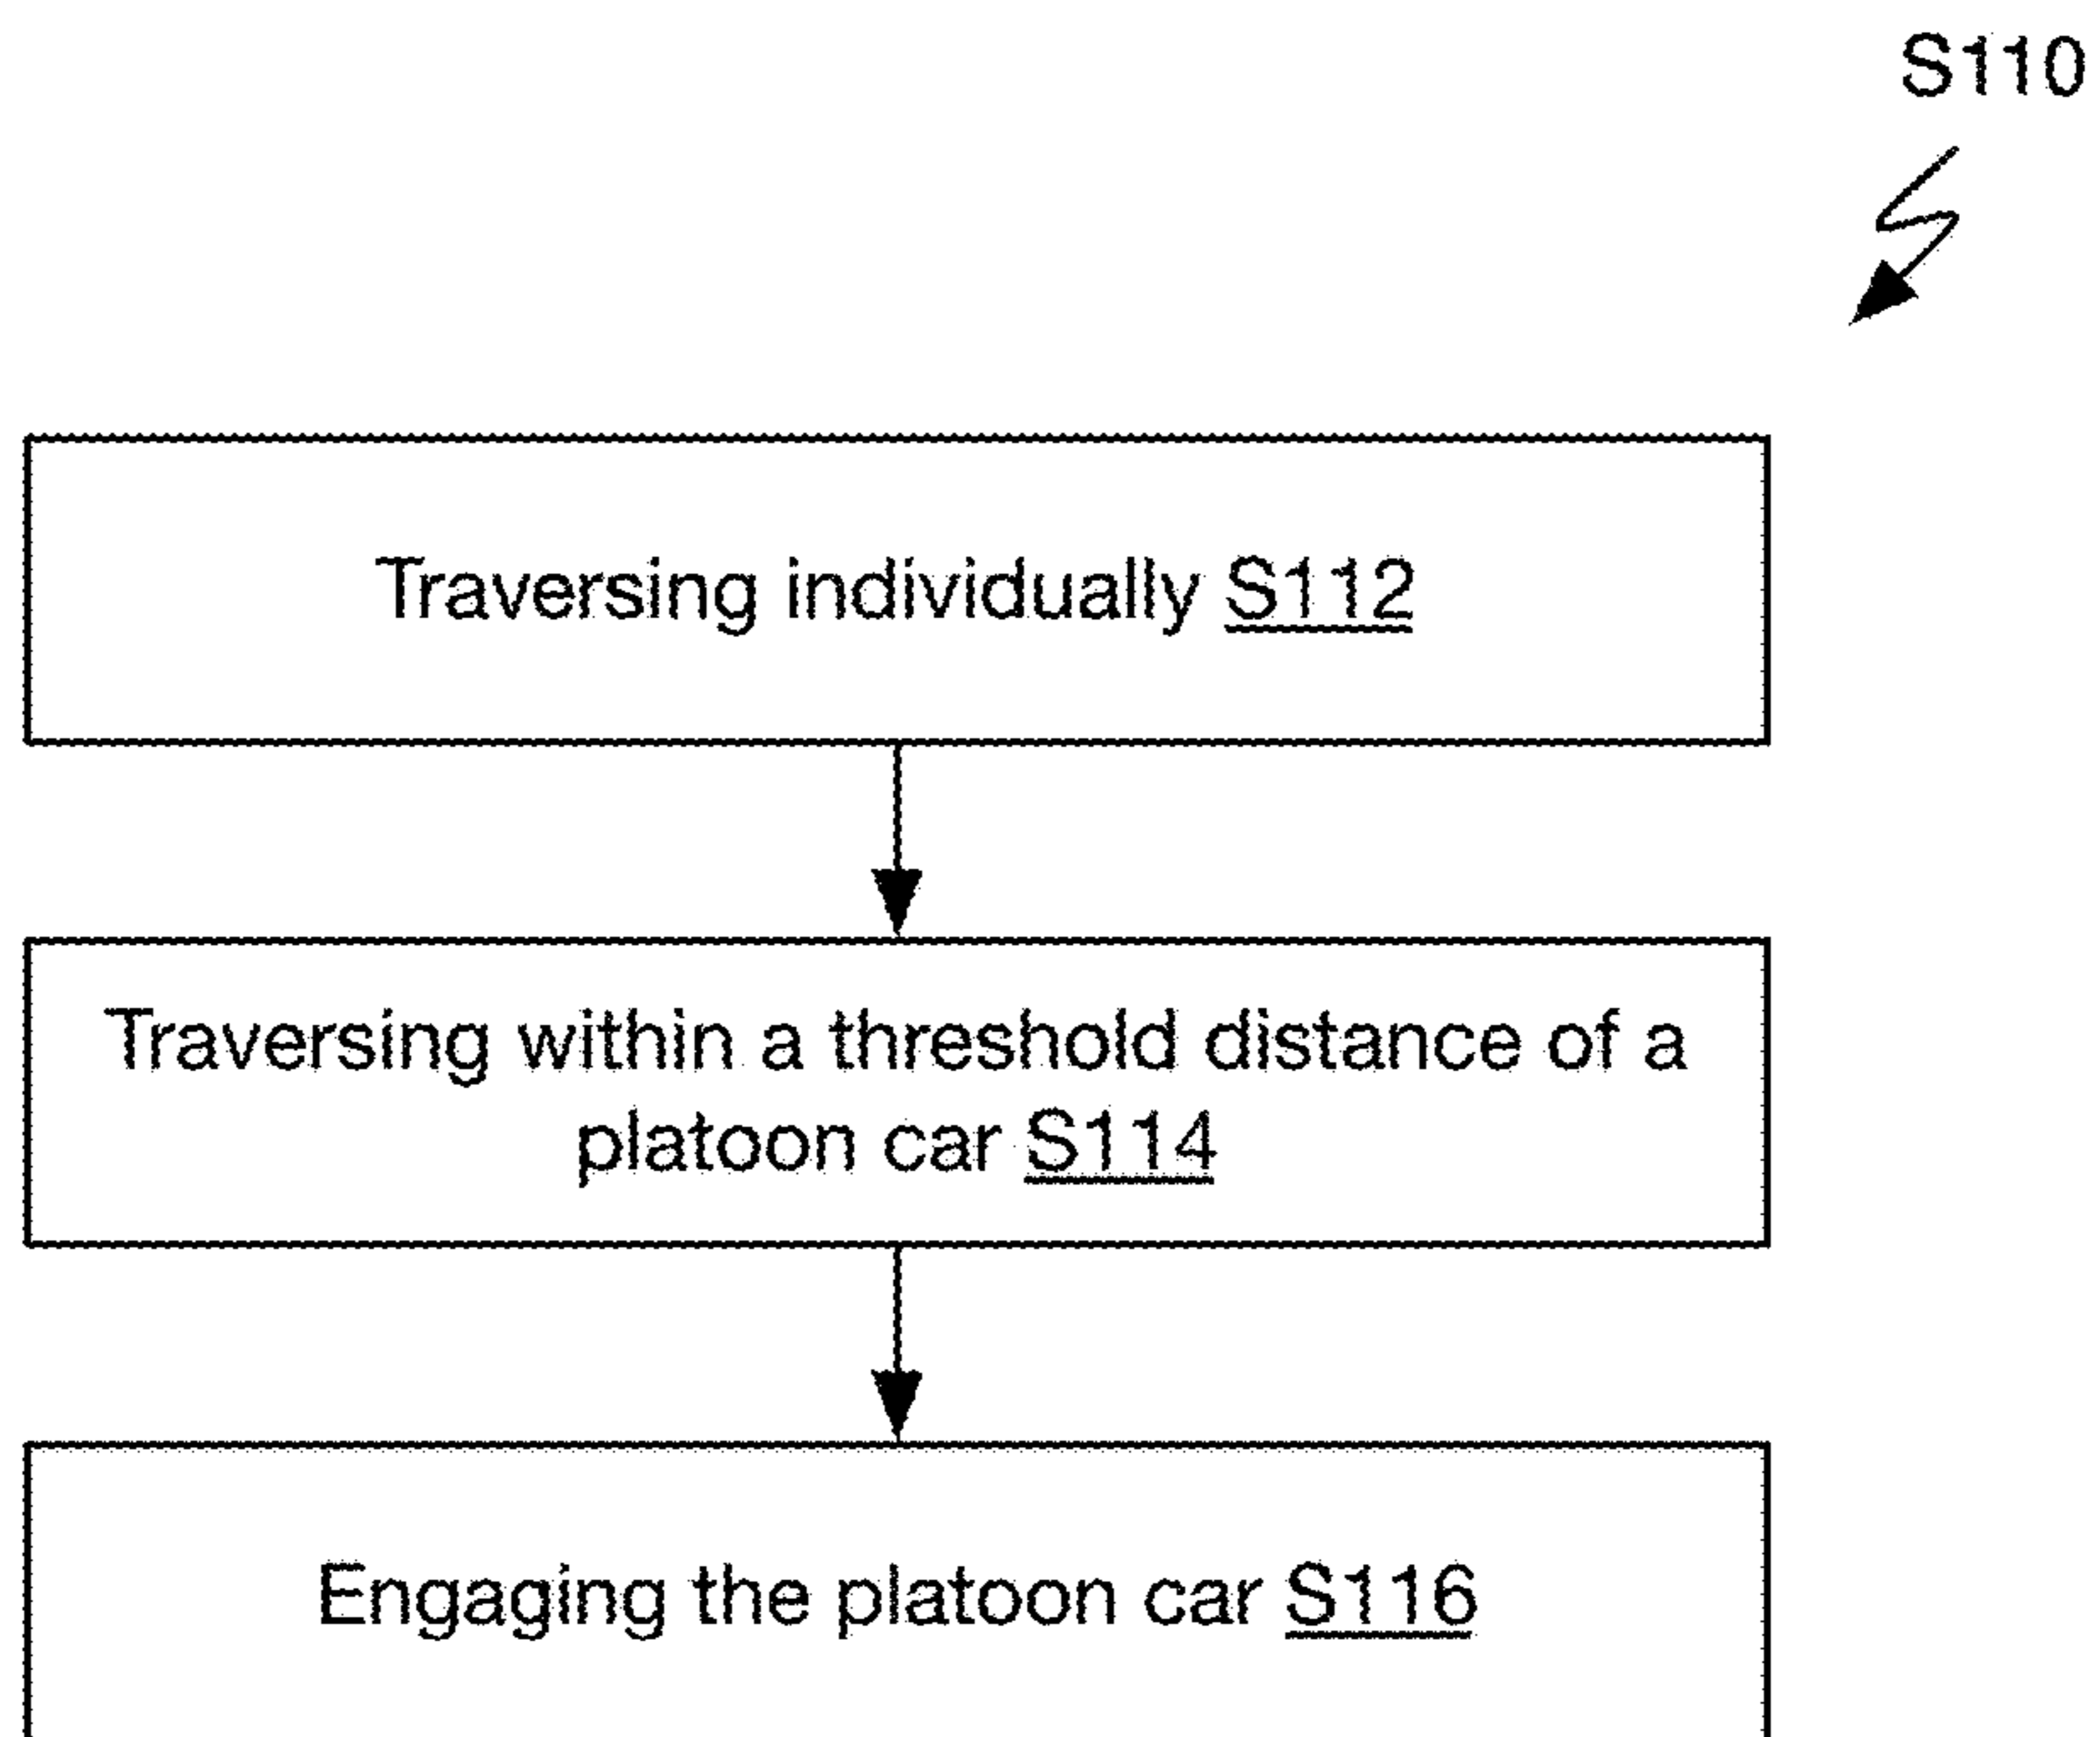 S110
Traversing individually S112
Traversing within a threshold distance of a
platoon car S114
Engaging the platoon car S116